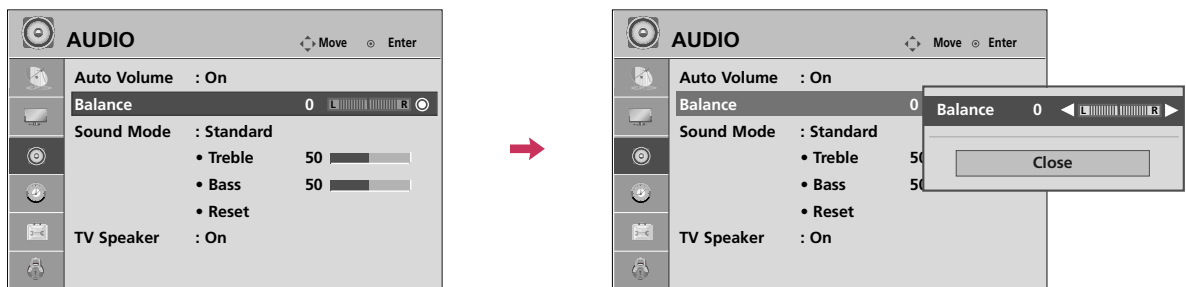 AUDIO
Move Enter
Auto Volume : On
Balance 0 L R
Sound Mode : Standard
• Treble 50
• Bass 50
• Reset
TV Speaker : On
AUDIO
Move Enter
Auto Volume : On
Balance 0
Sound Mode : Standard
• Treble 50
• Bass 50
• Reset
TV Speaker : On
Balance 0 L R
Close